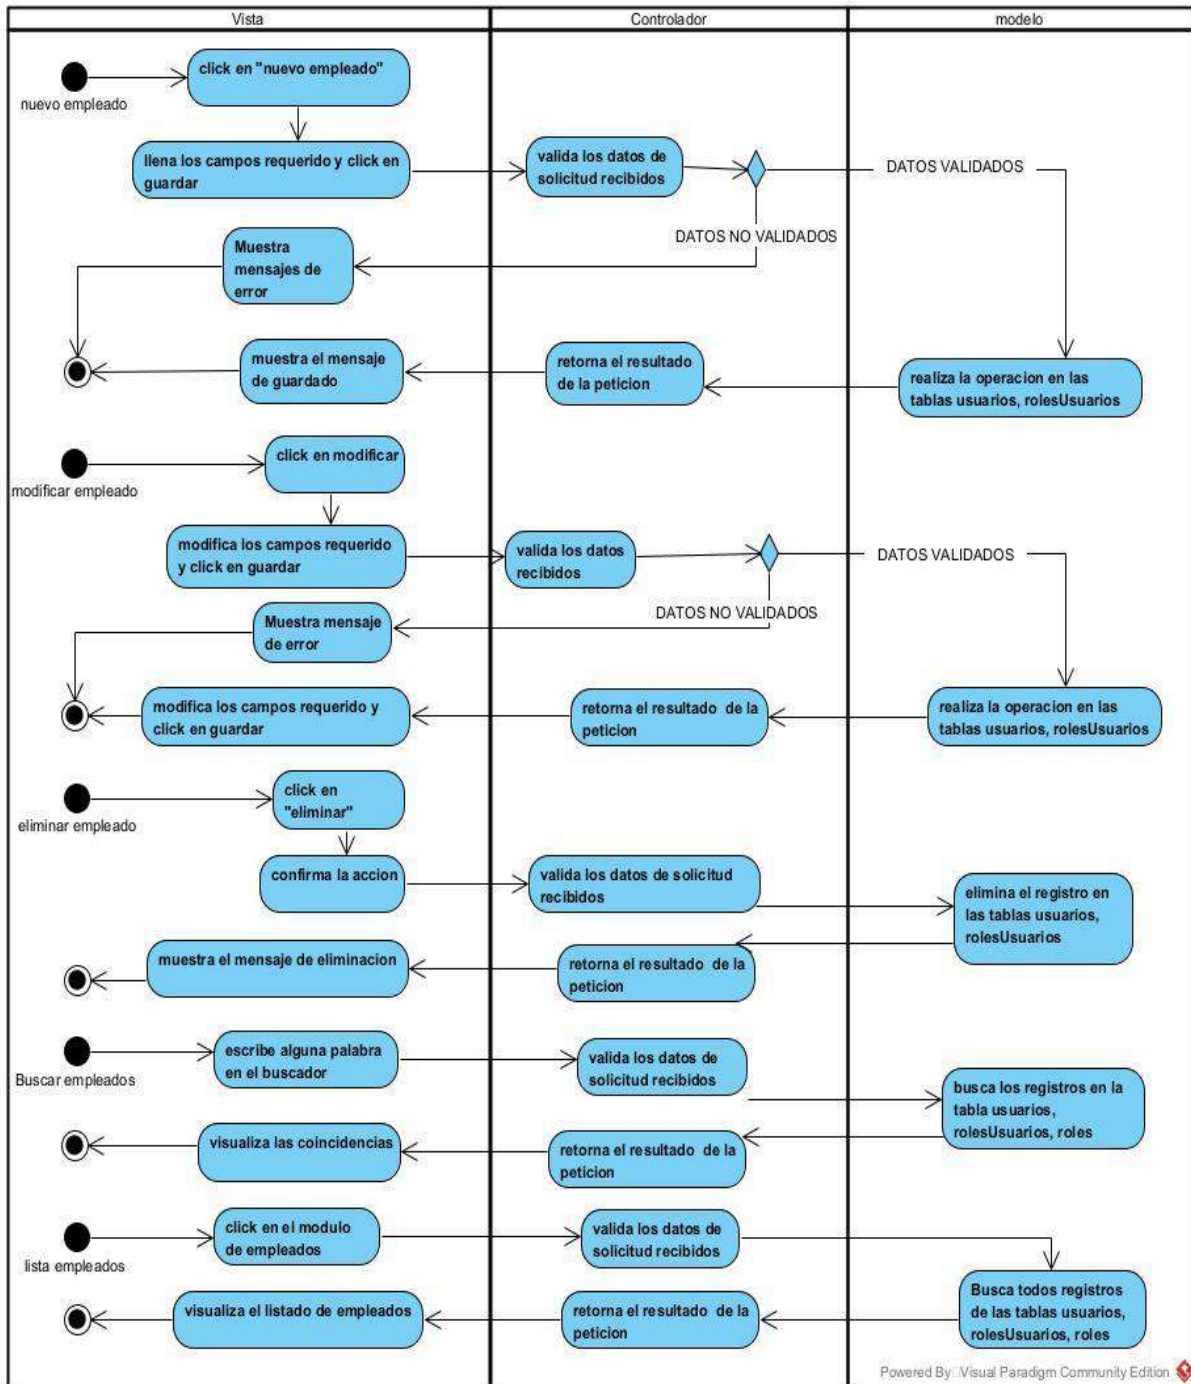 Vista
Controlador
modelo
click en "nuevo empleado"
nuevo empleado
llena los campos requerido y click en
guardar
valida los datos de
solicitud recibidos
DATOS VALIDADOS
DATOS NO VALIDADOS
Muestra
mensajes de
error
muestra el mensaje
de guardado
retorna el resultado
de la peticion
realiza la operacion en las
tablas usuarios, rolesUsuarios
click en modificar
modificar empleado
modifica los campos requerido
y click en guardar
valida los datos
recibidos
DATOS VALIDADOS
DATOS NO VALIDADOS
Muestra mensaje
de error
modifica los campos requerido y
click en guardar
retorna el resultado de la
peticion
realiza la operacion en las
tablas usuarios, rolesUsuarios
click en
"eliminar"
eliminar empleado
confirma la accion
valida los datos de solicitud
recibidos
elimina el registro en
las tablas usuarios,
rolesUsuarios
muestra el mensaje de eliminacion
retorna el resultado de la
peticion
escribe alguna palabra
en el buscador
Buscar empleados
valida los datos de
solicitud recibidos
busca los registros en la
tabla usuarios,
rolesUsuarios, roles
visualiza las coincidencias
retorna el resultado de la
peticion
click en el modulo
de empleados
lista empleados
valida los datos de
solicitud recibidos
Busca todos registros
de las tablas usuarios,
rolesUsuarios, roles
visualiza el listado de empleados
retorna el resultado de la
peticion
Powered By Visual Paradigm Community Edition